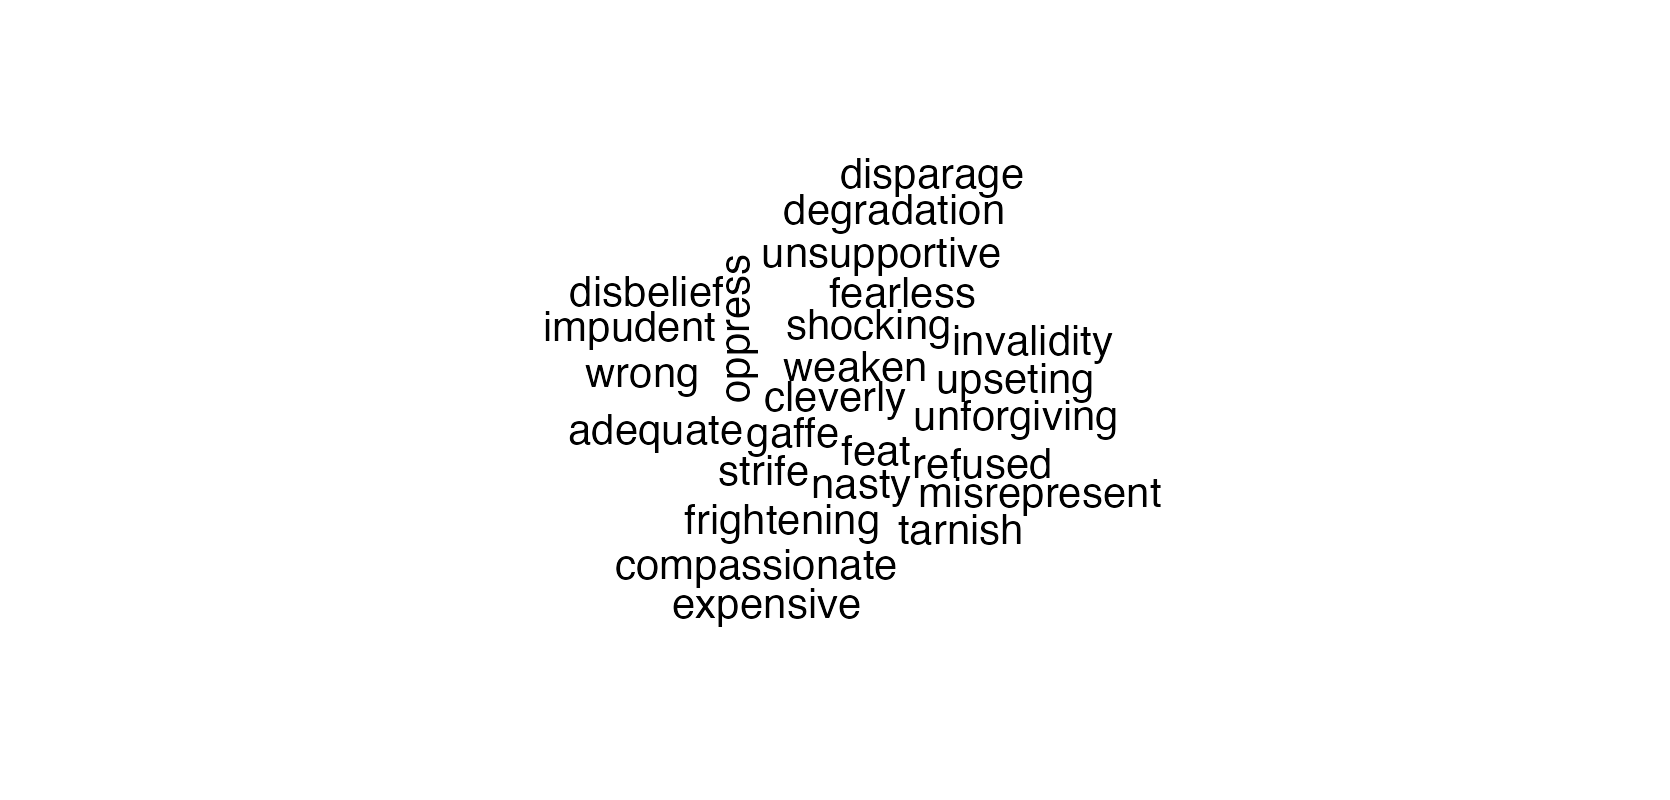 disparage
degradation
unsupportive
oppress
disbelief
fearless
impudent
shocking
invalidity
wrong
weaken
upseting
cleverly
unforgiving
adequate
gaffe
feat
refused
strife
nasty
misrepresent
frightening
tarnish
compassionate
expensive